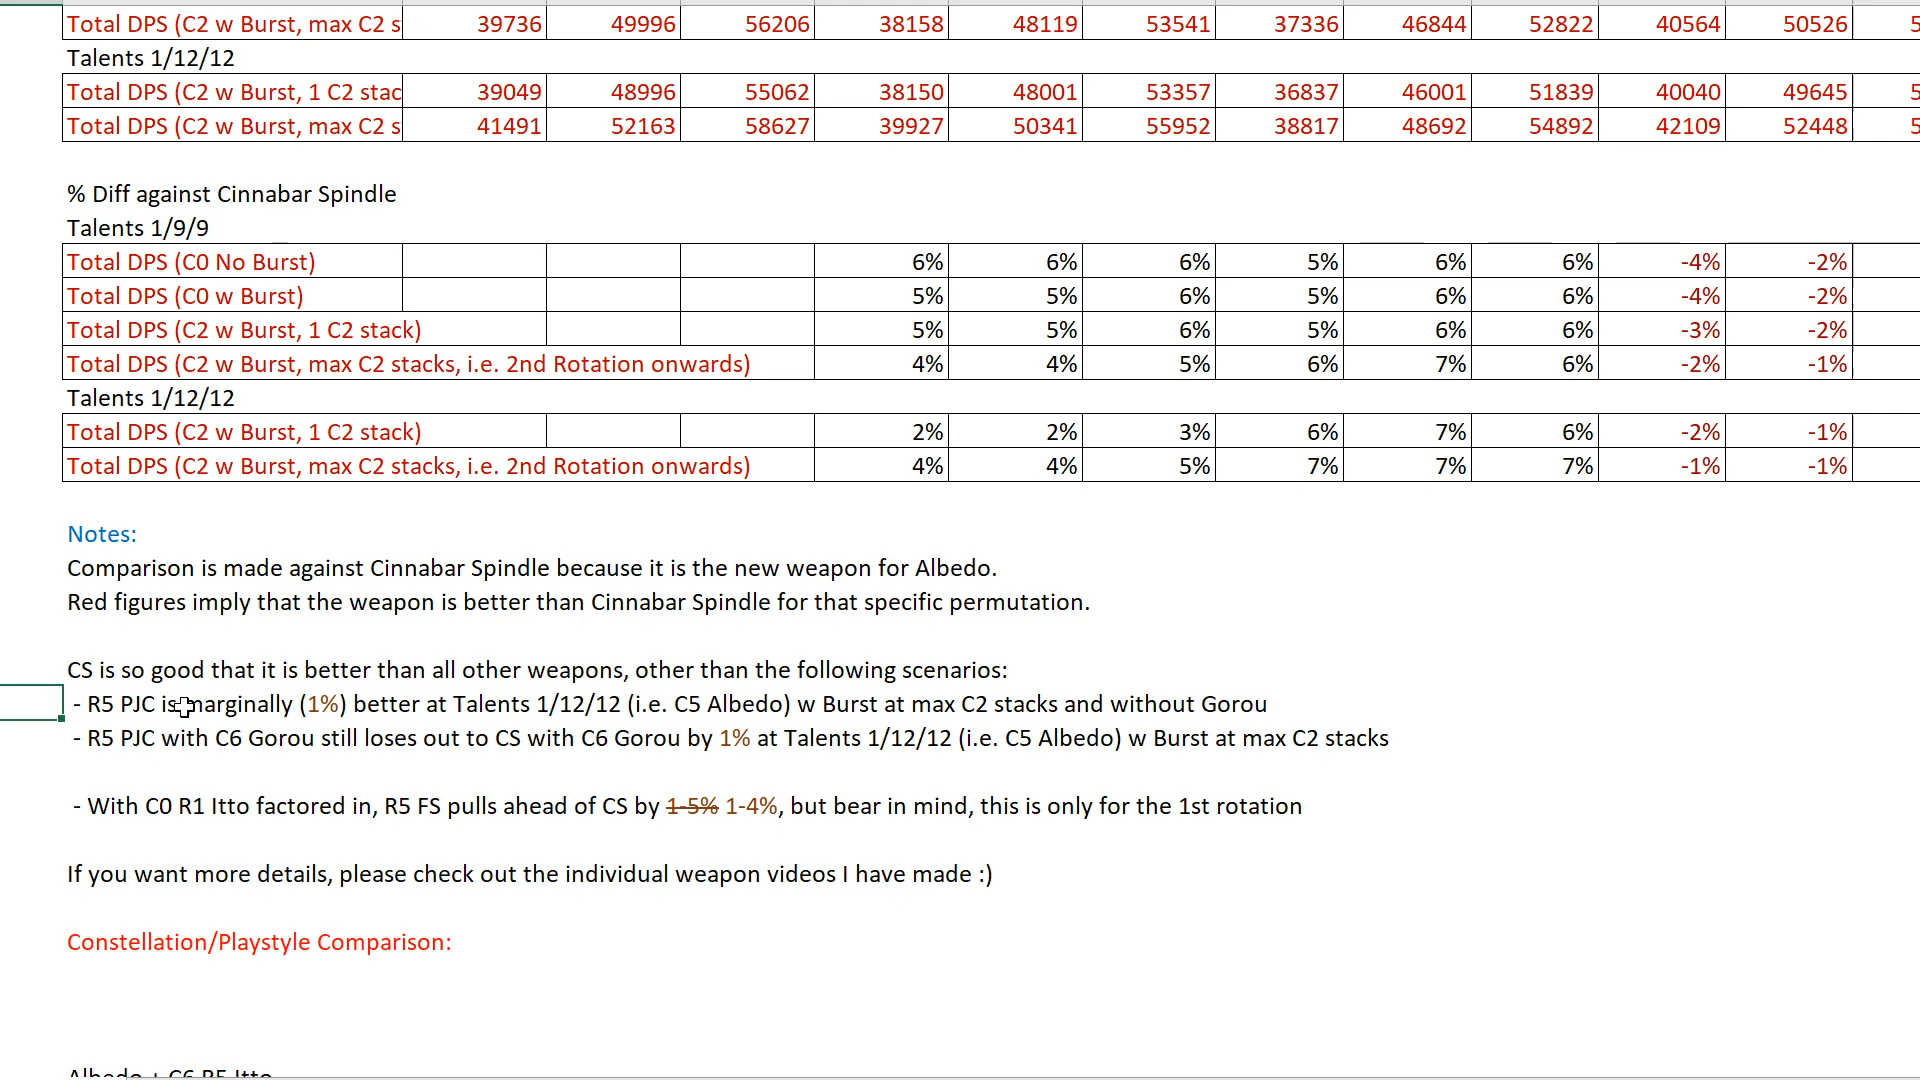 Total DPS (C2 w Burst, max C2 s 39736 49996 56206 38158 48119 53541 37336 46844 52822 40564 50526 5
Talents 1/12/12
Total DPS (C2 w Burst, 1 C2 stac 39049 48996 55062 38150 48001 53357 36837 46001 51839 40040 49645 5
Total DPS (C2 w Burst, max C2 s 41491 52163 58627 39927 50341 55952 38817 48692 54892 42109 52448 5
% Diff against Cinnabar Spindle
Talents 1/9/9
Total DPS (C0 No Burst) 6% 6% 6% 5% 6% 6% -4% -2%
Total DPS (C0 w Burst) 5% 5% 6% 5% 6% 6% -4% -2%
Total DPS (C2 w Burst, 1 C2 stack) 5% 5% 6% 5% 6% 6% -3% -2%
Total DPS (C2 w Burst, max C2 stacks, i.e. 2nd Rotation onwards) 4% 4% 5% 6% 7% 6% -2% -1%
Talents 1/12/12
Total DPS (C2 w Burst, 1 C2 stack) 2% 2% 3% 6% 7% 6% -2% -1%
Total DPS (C2 w Burst, max C2 stacks, i.e. 2nd Rotation onwards) 4% 4% 5% 7% 7% 7% -1% -1%
Notes:
Comparison is made against Cinnabar Spindle because it is the new weapon for Albedo.
Red figures imply that the weapon is better than Cinnabar Spindle for that specific permutation.
CS is so good that it is better than all other weapons, other than the following scenarios:
- R5 PJC is marginally (1%) better at Talents 1/12/12 (i.e. C5 Albedo) w Burst at max C2 stacks and without Gorou
- R5 PJC with C6 Gorou still loses out to CS with C6 Gorou by 1% at Talents 1/12/12 (i.e. C5 Albedo) w Burst at max C2 stacks
- With C0 R1 Itto factored in, R5 FS pulls ahead of CS by 1-5% 1-4%, but bear in mind, this is only for the 1st rotation
If you want more details, please check out the individual weapon videos I have made :)
Constellation/Playstyle Comparison:
Albedo + C6 R5 Itto